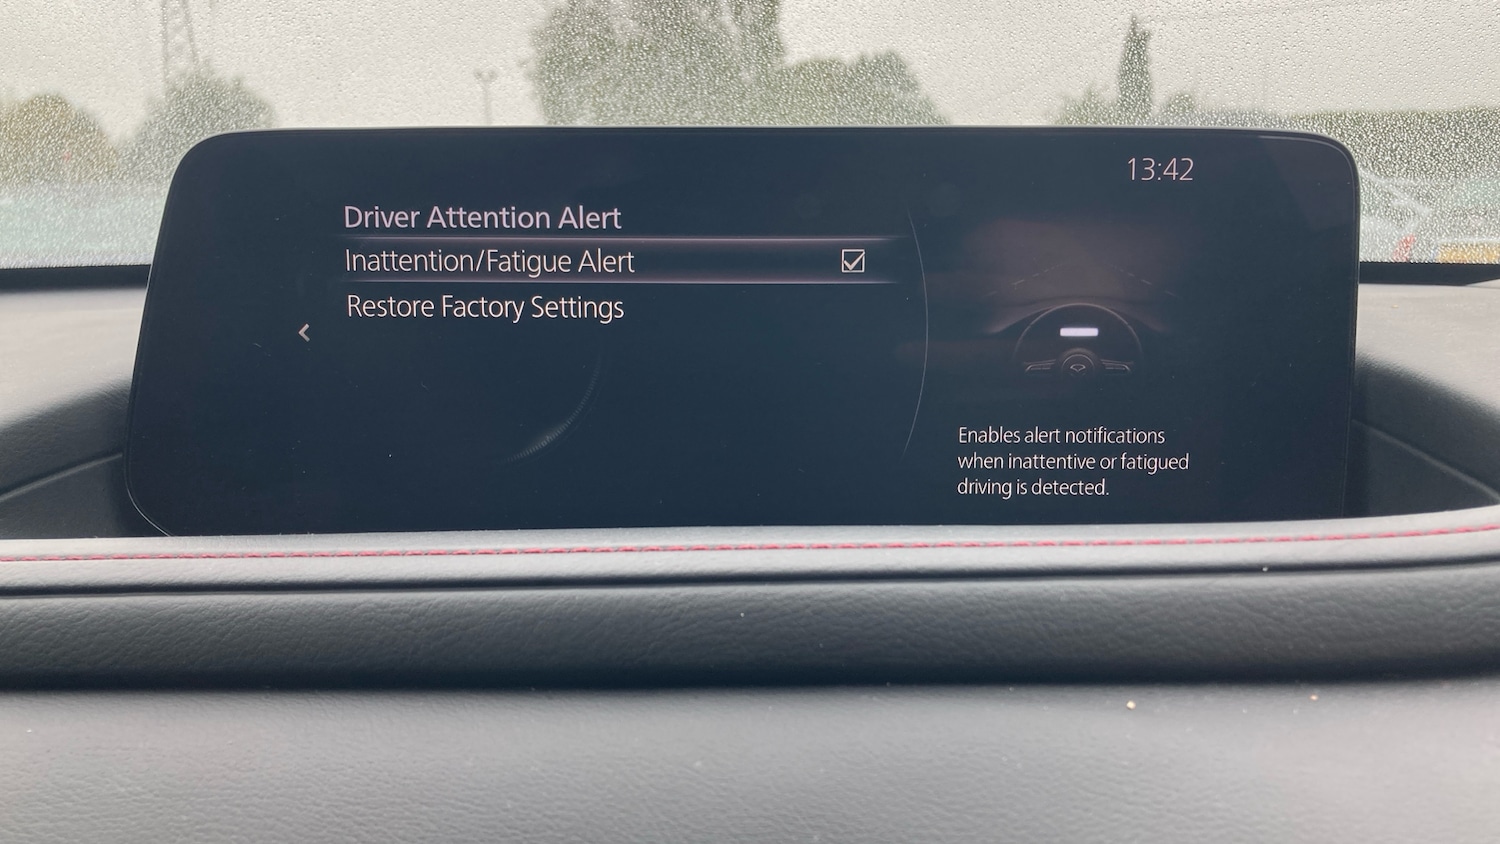 13:42
Driver Attention Alert
Inattention/Fatigue Alert
Restore Factory Settings
Enables alert notifications
when inattentive or fatigued
driving is detected.